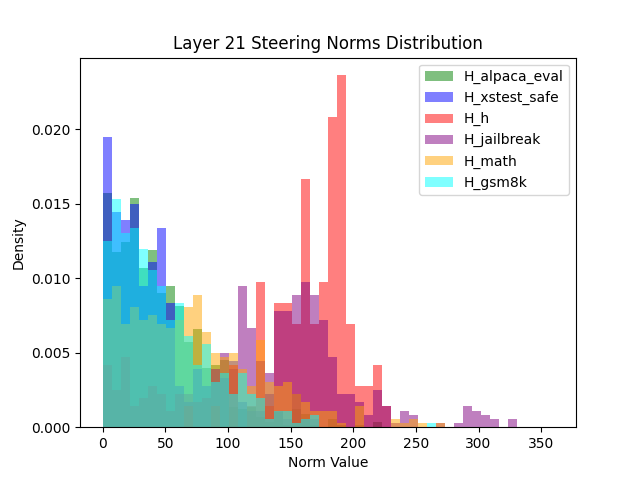 Layer 21 Steering Norms Distribution
H_alpaca_eval
H_xstest_safe
H_h
H_jailbreak
H_math
H_gsm8k
0.020
0.015
0.010
0.005
0.000
Density
0
50
100
150
200
250
300
350
Norm Value